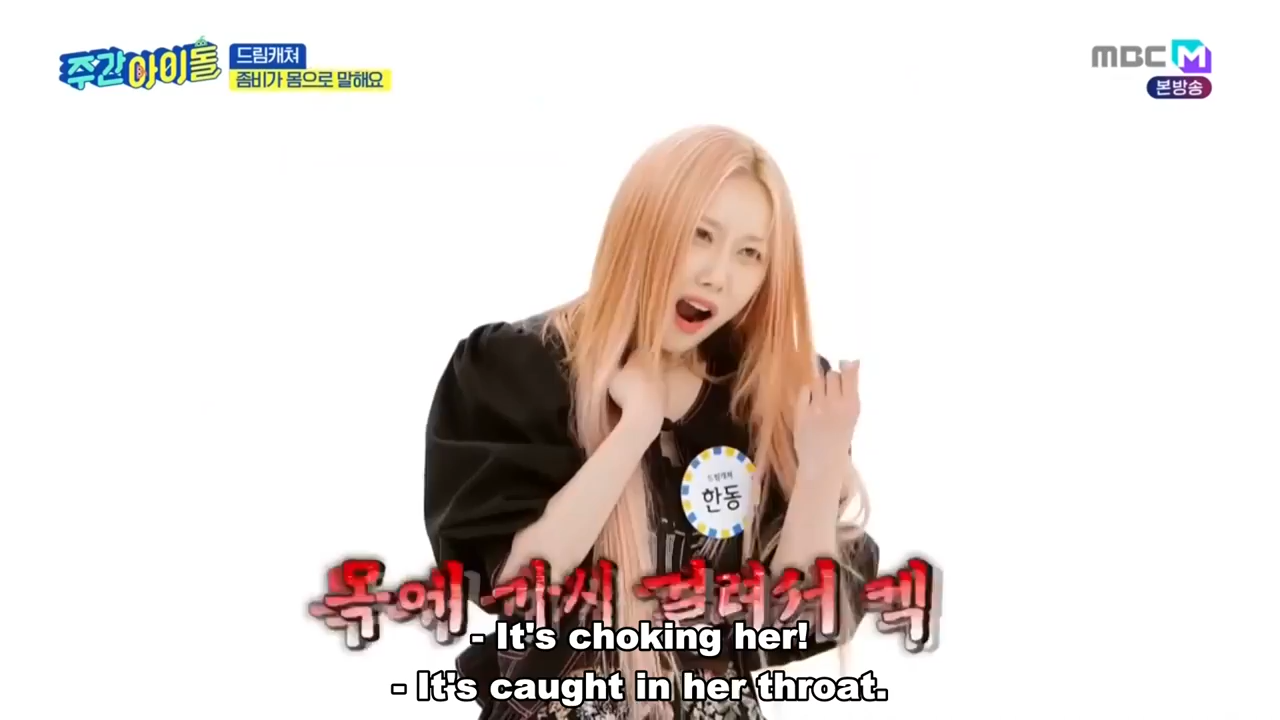 주간아이돌
드림캐쳐
좀비가 몸으로 말해요
MBC M
본방송
드림캐쳐
한동
목에 가시 걸려서 켁
- It's choking her!
- It's caught in her throat.